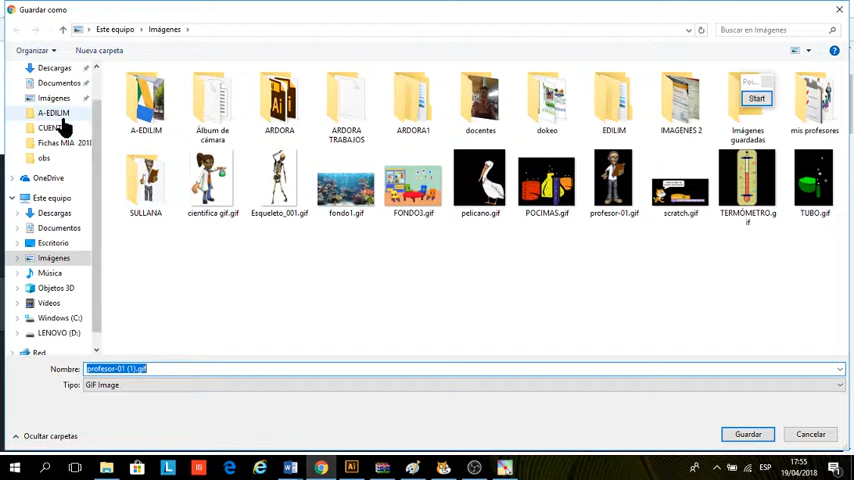 Guardar como
Este equipo > Imágenes >
Buscar en Imágenes
Organizar
Nueva carpeta
Descargas
Documentos
Imágenes
A-EDILIM
Fichas MIA 2018
obs
OneDrive
Este equipo
Descargas
Documentos
Escritorio
Imágenes
Música
Objetos 3D
Vídeos
Windows (C:)
LENOVO (D:)
Red
Poi...
Start
A-EDILIM
Álbum de cámara
ARDORA
ARDORA TRABAJOS
ARDORA1
docentes
dokeo
EDILIM
IMAGENES 2
Imágenes guardadas
mis profesores
SULLANA
cientifica gif.gif
Esqueleto_001.gif
fondo1.gif
FONDO3.gif
pelicano.gif
POCIMAS.gif
profesor-01.gif
scratch.gif
TERMÓMETRO.gif
TUBO.gif
Nombre: profesor-01 (1).gif
Tipo: GIF Image
Ocultar carpetas
Guardar
Cancelar
ESP
17:55
19/04/2018